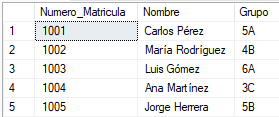 Numero_Matricula Nombre Grupo
1 1001 Carlos Pérez 5A
2 1002 María Rodríguez 4B
3 1003 Luis Gómez 6A
4 1004 Ana Martínez 3C
5 1005 Jorge Herrera 5B